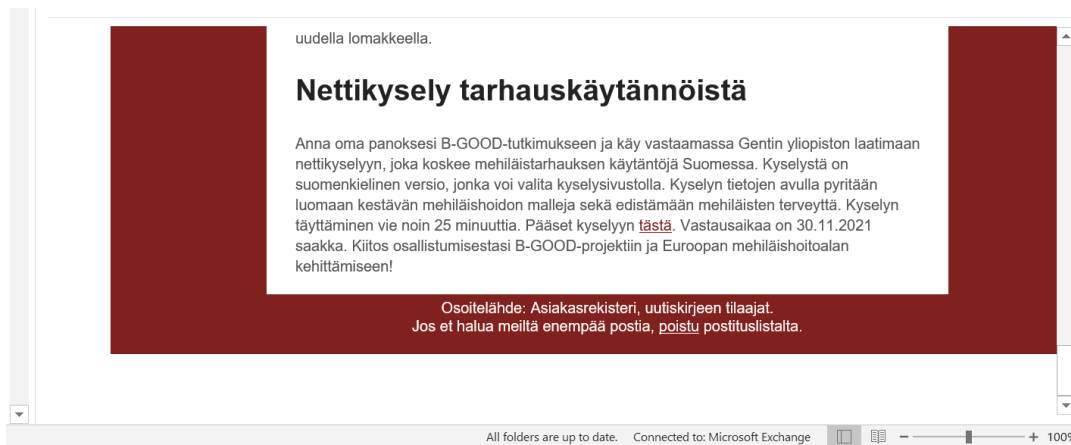 uudella lomakkeella.
Nettikysely tarhauskäytännöistä
Anna oma panoksesi B-GOOD-tutkimukseen ja käy vastaamassa Gentin yliopiston laatimaan
nettikyselyyn, joka koskee mehiläistarhauksen käytäntöjä Suomessa. Kyselystä on
suomenkielinen versio, jonka voi valita kyselysivustolla. Kyselyn tietojen avulla pyritään
luomaan kestävän mehiläishoidon malleja sekä edistämään mehiläisten terveyttä. Kyselyn
täyttäminen vie noin 25 minuuttia. Pääset kyselyyn tästä. Vastausaikaa on 30.11.2021
saakka. Kiitos osallistumisestasi B-GOOD-projektiin ja Euroopan mehiläishoitoalan
kehittämiseen!
Osoitelähde: Asiakasrekisteri, uutiskirjeen tilaajat.
Jos et halua meiltä enempää postia, poistu postituslistalta.
All folders are up to date. Connected to: Microsoft Exchange 100%